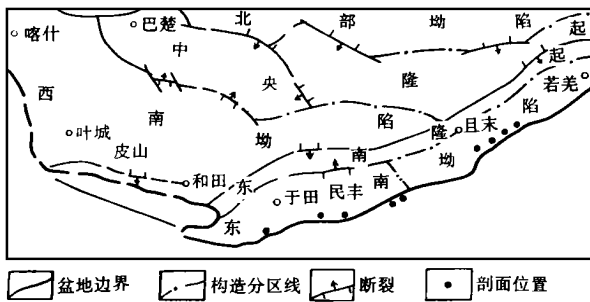 喀什 巴楚 北部坳陷
中央隆起
西南坳陷
叶城
皮山
和田
东南隆起
于田 民丰
东南坳陷
且末
若羌
盆地边界 构造分区线 断裂 剖面位置